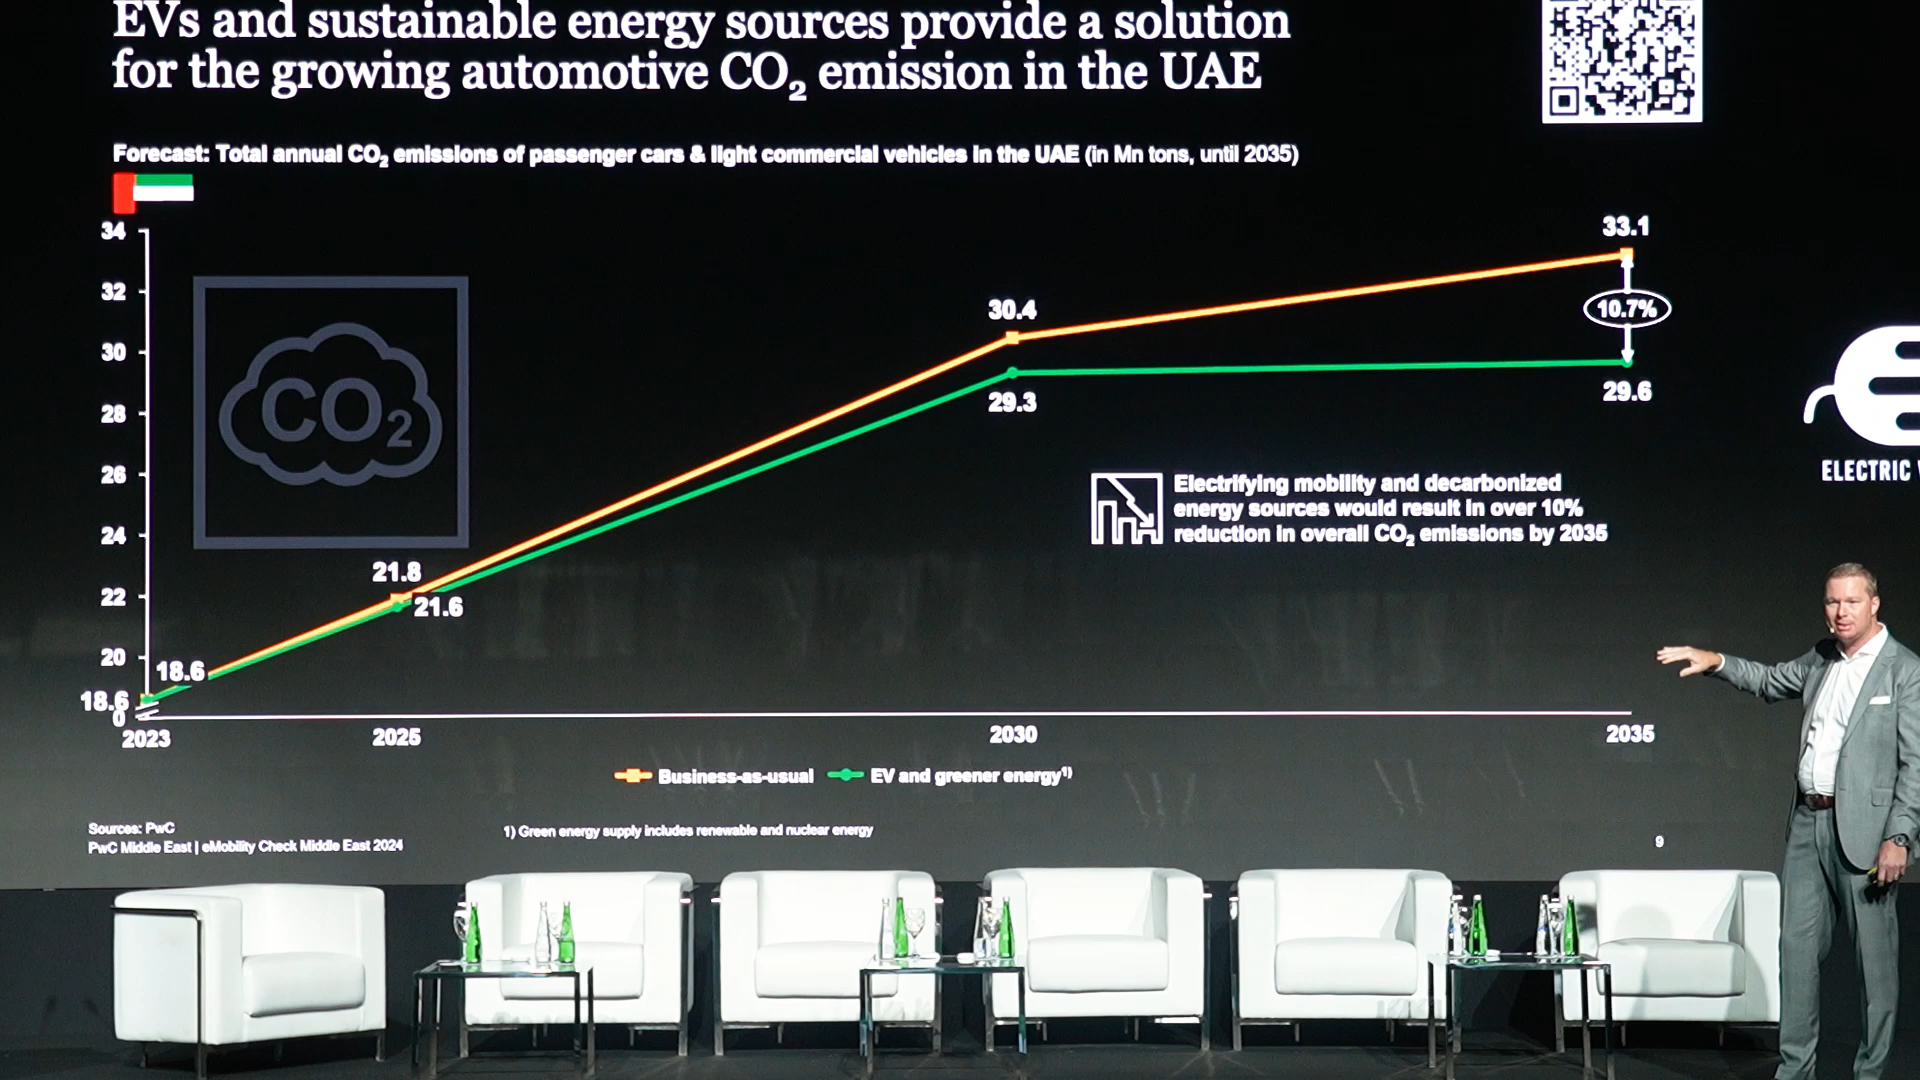 EVs and sustainable energy sources provide a solution
for the growing automotive CO₂ emission in the UAE
Forecast: Total annual CO₂ emissions of passenger cars & light commercial vehicles in the UAE (in Mn tons, until 2035)
34
32
30
28
26
24
22
20
18.6
0
CO₂
18.6
21.8
21.6
30.4
29.3
33.1
10.7%
29.6
Electrifying mobility and decarbonized
energy sources would result in over 10%
reduction in overall CO₂ emissions by 2035
ELECTRIC
2023 2025 2030 2035
Business-as-usual EV and greener energy¹⁾
Sources: PwC
PwC Middle East | eMobility Check Middle East 2024
1) Green energy supply includes renewable and nuclear energy
9